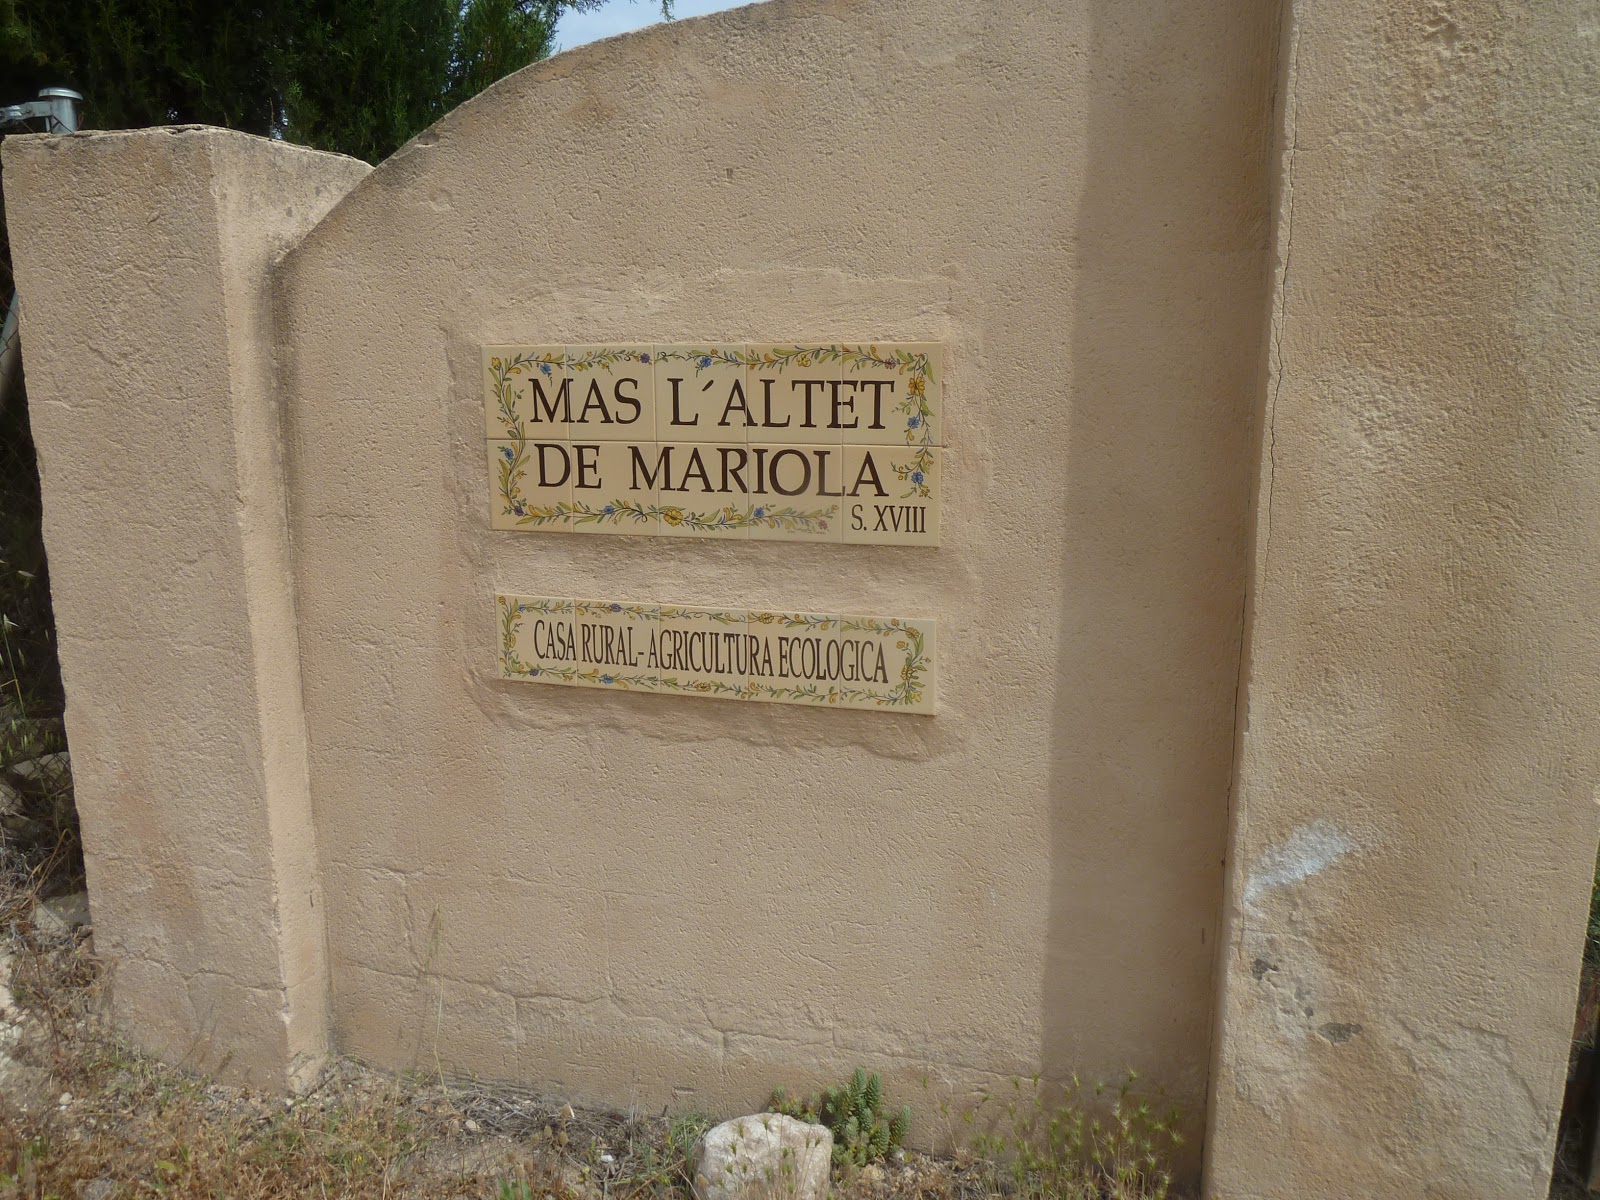 MAS L´ALTET
DE MARIOLA
S. XVIII
CASA RURAL-AGRICULTURA ECOLOGICA